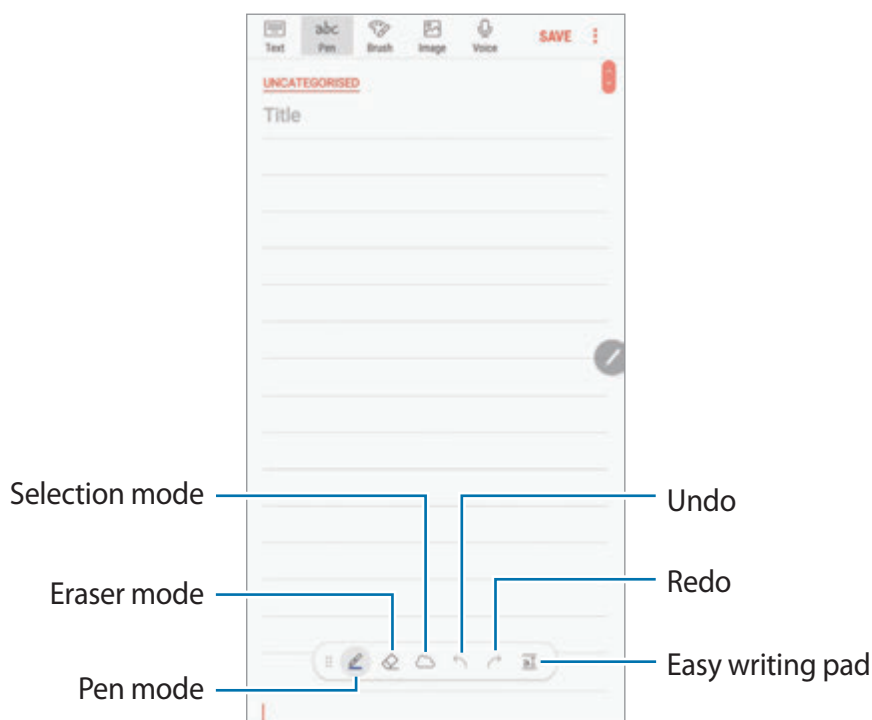 abc
SAVE
Text Pen Brush Image Voice
UNCATEGORISED
Title
Selection mode
Undo
Eraser mode
Redo
Pen mode
Easy writing pad